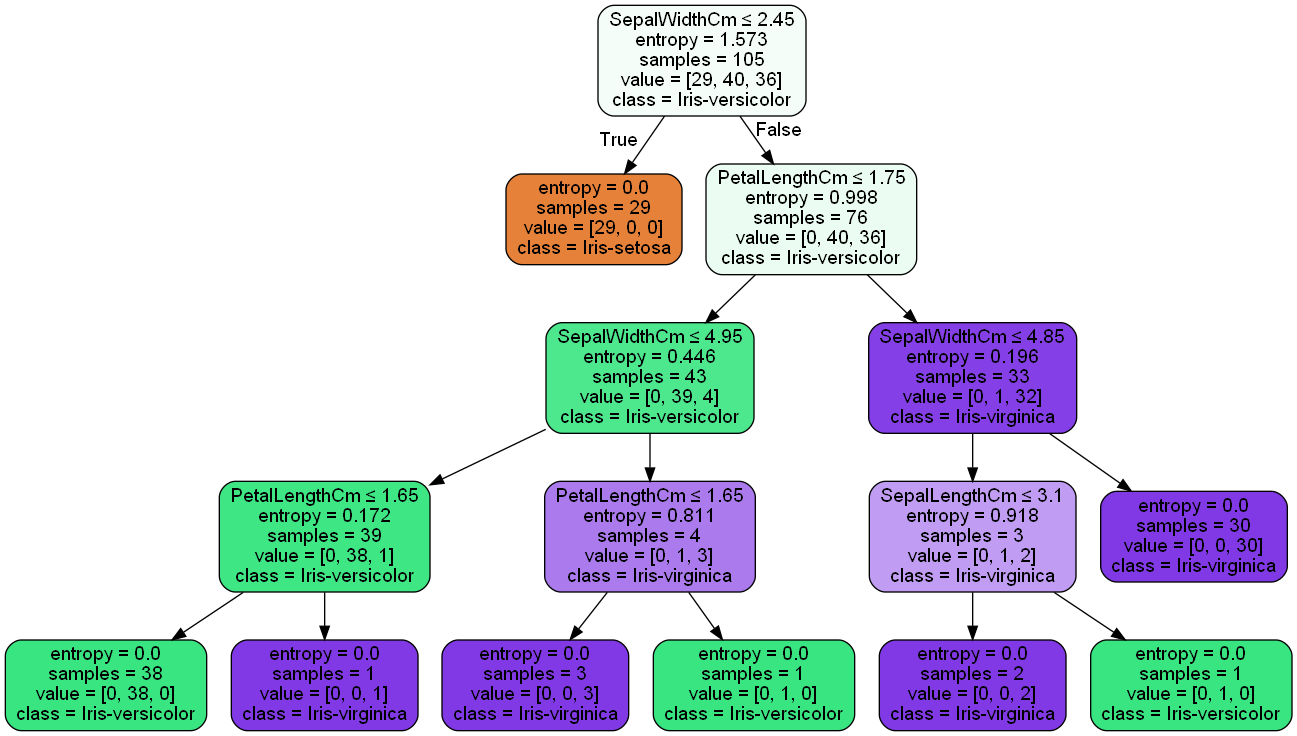 SepalWidthCm ≤ 2.45
entropy = 1.573
samples = 105
value = [29, 40, 36]
class = Iris-versicolor
True
False
entropy = 0.0
samples = 29
value = [29, 0, 0]
class = Iris-setosa
PetalLengthCm ≤ 1.75
entropy = 0.998
samples = 76
value = [0, 40, 36]
class = Iris-versicolor
SepalWidthCm ≤ 4.95
entropy = 0.446
samples = 43
value = [0, 39, 4]
class = Iris-versicolor
SepalWidthCm ≤ 4.85
entropy = 0.196
samples = 33
value = [0, 1, 32]
class = Iris-virginica
PetalLengthCm ≤ 1.65
entropy = 0.172
samples = 39
value = [0, 38, 1]
class = Iris-versicolor
PetalLengthCm ≤ 1.65
entropy = 0.811
samples = 4
value = [0, 1, 3]
class = Iris-virginica
SepalLengthCm ≤ 3.1
entropy = 0.918
samples = 3
value = [0, 1, 2]
class = Iris-virginica
entropy = 0.0
samples = 30
value = [0, 0, 30]
class = Iris-virginica
entropy = 0.0
samples = 38
value = [0, 38, 0]
class = Iris-versicolor
entropy = 0.0
samples = 1
value = [0, 0, 1]
class = Iris-virginica
entropy = 0.0
samples = 3
value = [0, 0, 3]
class = Iris-virginica
entropy = 0.0
samples = 1
value = [0, 1, 0]
class = Iris-versicolor
entropy = 0.0
samples = 2
value = [0, 0, 2]
class = Iris-virginica
entropy = 0.0
samples = 1
value = [0, 1, 0]
class = Iris-versicolor